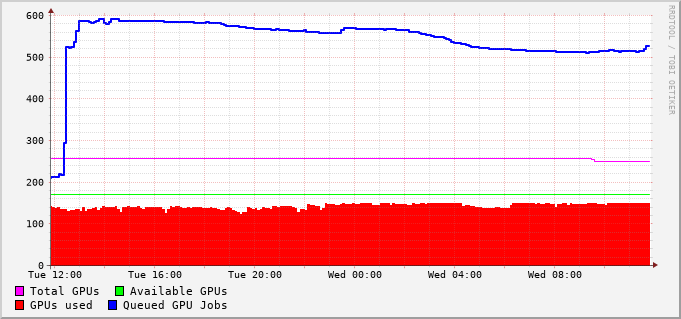 600
500
400
300
200
100
0
Tue 12:00 Tue 16:00 Tue 20:00 Wed 00:00 Wed 04:00 Wed 08:00
Total GPUs Available GPUs
GPUs used Queued GPU Jobs
RRDTOOL / TOBI OETIKER